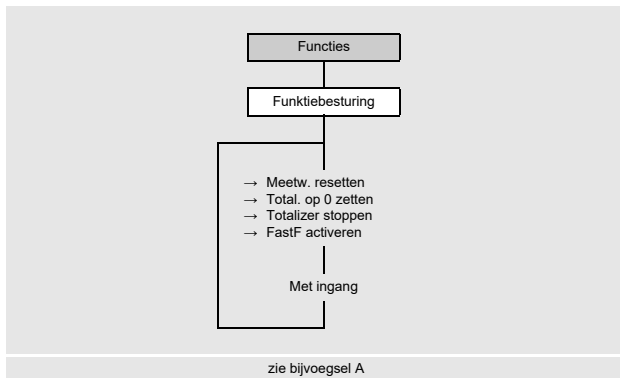 Functies
Funktiebesturing
→ Meetw. resetten
→ Total. op 0 zetten
→ Totalizer stoppen
→ FastF activeren
Met ingang
zie bijvoegsel A